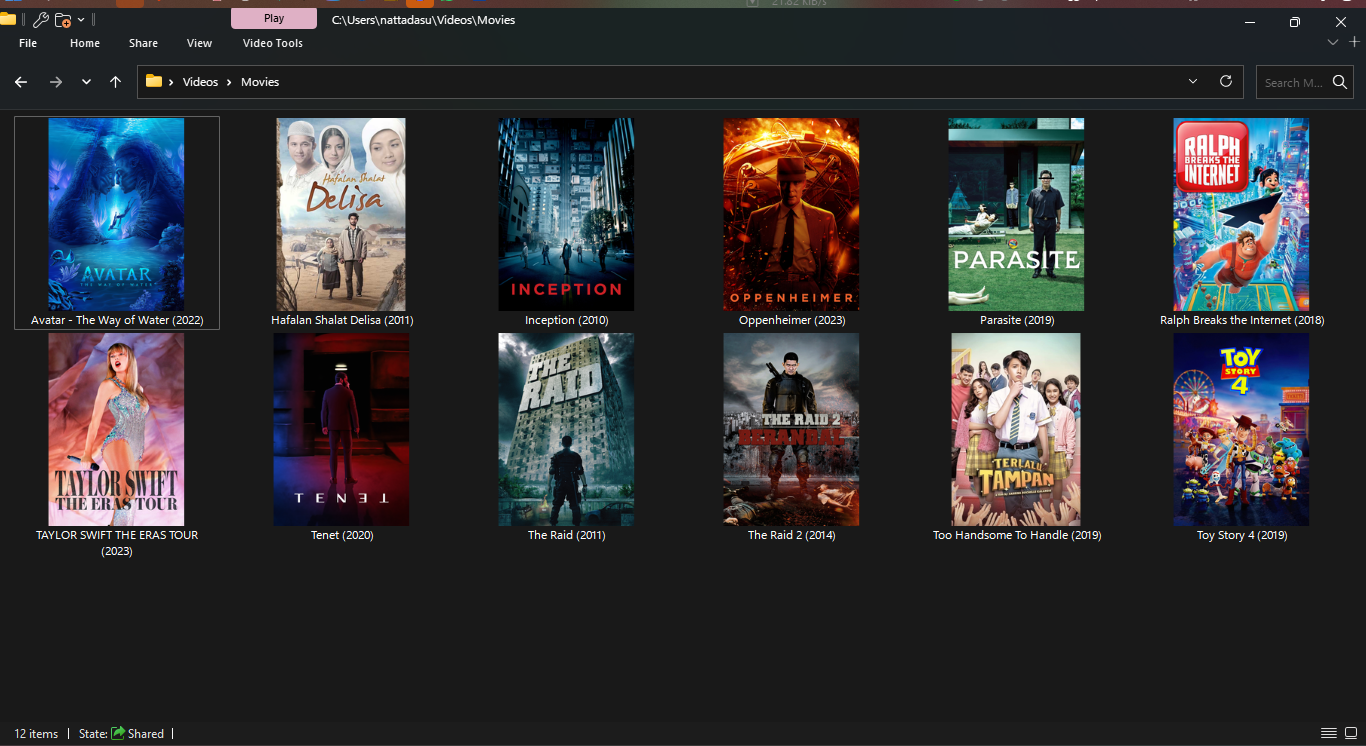 21.82 KiB/s
Play
C:\Users\nattadasu\Videos\Movies
File Home Share View Video Tools
Videos Movies
Search M...
AVATAR
THE WAY OF WATER
Hafalan Shalat
Delisa
INCEPTION
OPPENHEIMER
PARASITE
RALPH
BREAKS THE
INTERNET
Avatar - The Way of Water (2022)
Hafalan Shalat Delisa (2011)
Inception (2010)
Oppenheimer (2023)
Parasite (2019)
Ralph Breaks the Internet (2018)
TAYLOR SWIFT
THE ERAS TOUR
TENET
THE
RAID
THE RAID 2
BERANDAL
TERLALU
TAMPAN
TOY
STORY
4
TAYLOR SWIFT THE ERAS TOUR
(2023)
Tenet (2020)
The Raid (2011)
The Raid 2 (2014)
Too Handsome To Handle (2019)
Toy Story 4 (2019)
12 items State: Shared